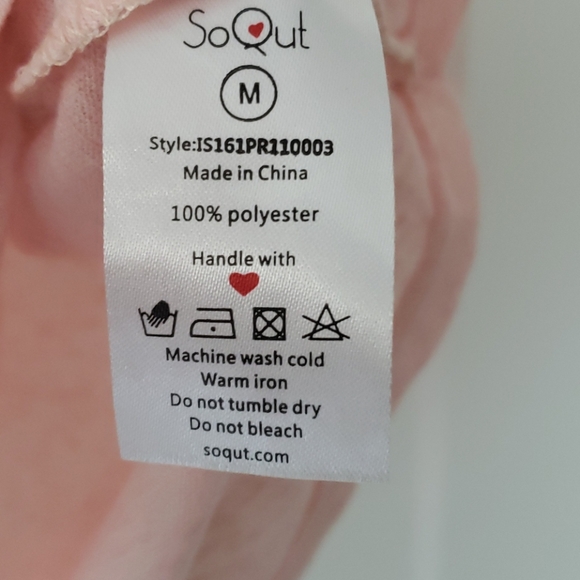 SoQut
M
Style:IS161PR110003
Made in China
100% polyester
Handle with
Machine wash cold
Warm iron
Do not tumble dry
Do not bleach
soqut.com